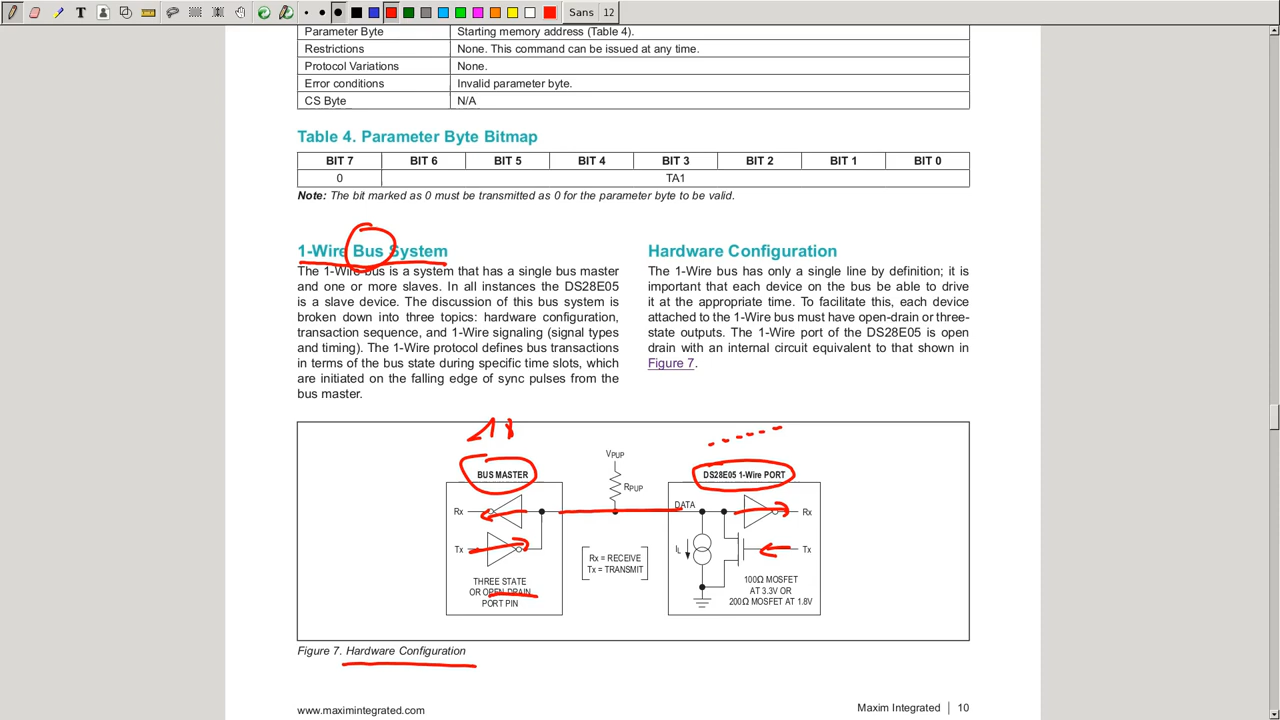 Sans 12
Parameter Byte Starting memory address (Table 4).
Restrictions None. This command can be issued at any time.
Protocol Variations None.
Error conditions Invalid parameter byte.
CS Byte N/A
Table 4. Parameter Byte Bitmap
BIT 7 BIT 6 BIT 5 BIT 4 BIT 3 BIT 2 BIT 1 BIT 0
0 TA1
Note: The bit marked as 0 must be transmitted as 0 for the parameter byte to be valid.
1-Wire Bus System
The 1-Wire bus is a system that has a single bus master
and one or more slaves. In all instances the DS28E05
is a slave device. The discussion of this bus system is
broken down into three topics: hardware configuration,
transaction sequence, and 1-Wire signaling (signal types
and timing). The 1-Wire protocol defines bus transactions
in terms of the bus state during specific time slots, which
are initiated on the falling edge of sync pulses from the
bus master.
Hardware Configuration
The 1-Wire bus has only a single line by definition; it is
important that each device on the bus be able to drive
it at the appropriate time. To facilitate this, each device
attached to the 1-Wire bus must have open-drain or three-
state outputs. The 1-Wire port of the DS28E05 is open
drain with an internal circuit equivalent to that shown in
Figure 7.
1x
VPUP
BUS MASTER
DS28E05 1-Wire PORT
RPUP
DATA
Rx
Rx
Tx
IL
Tx
Rx = RECEIVE
Tx = TRANSMIT
THREE STATE
OR OPEN-DRAIN
PORT PIN
100Ω MOSFET
AT 3.3V OR
200Ω MOSFET AT 1.8V
Figure 7. Hardware Configuration
www.maximintegrated.com
Maxim Integrated | 10